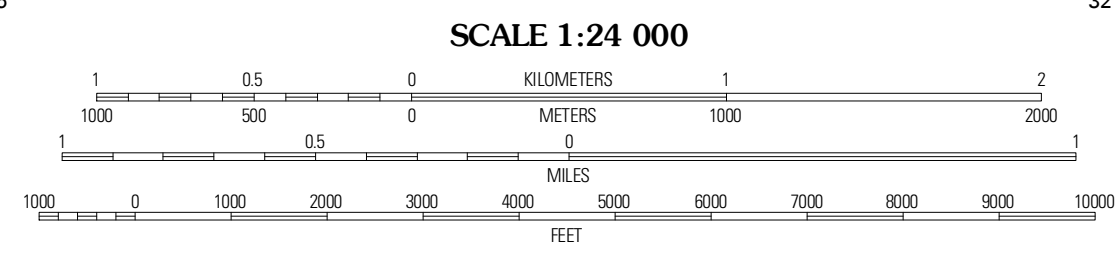 32
SCALE 1:24 000
1 0.5 0 KILOMETERS 1 2
1000 500 0 METERS 1000 2000
1 0.5 0 1
MILES
1000 0 1000 2000 3000 4000 5000 6000 7000 8000 9000 10000
FEET